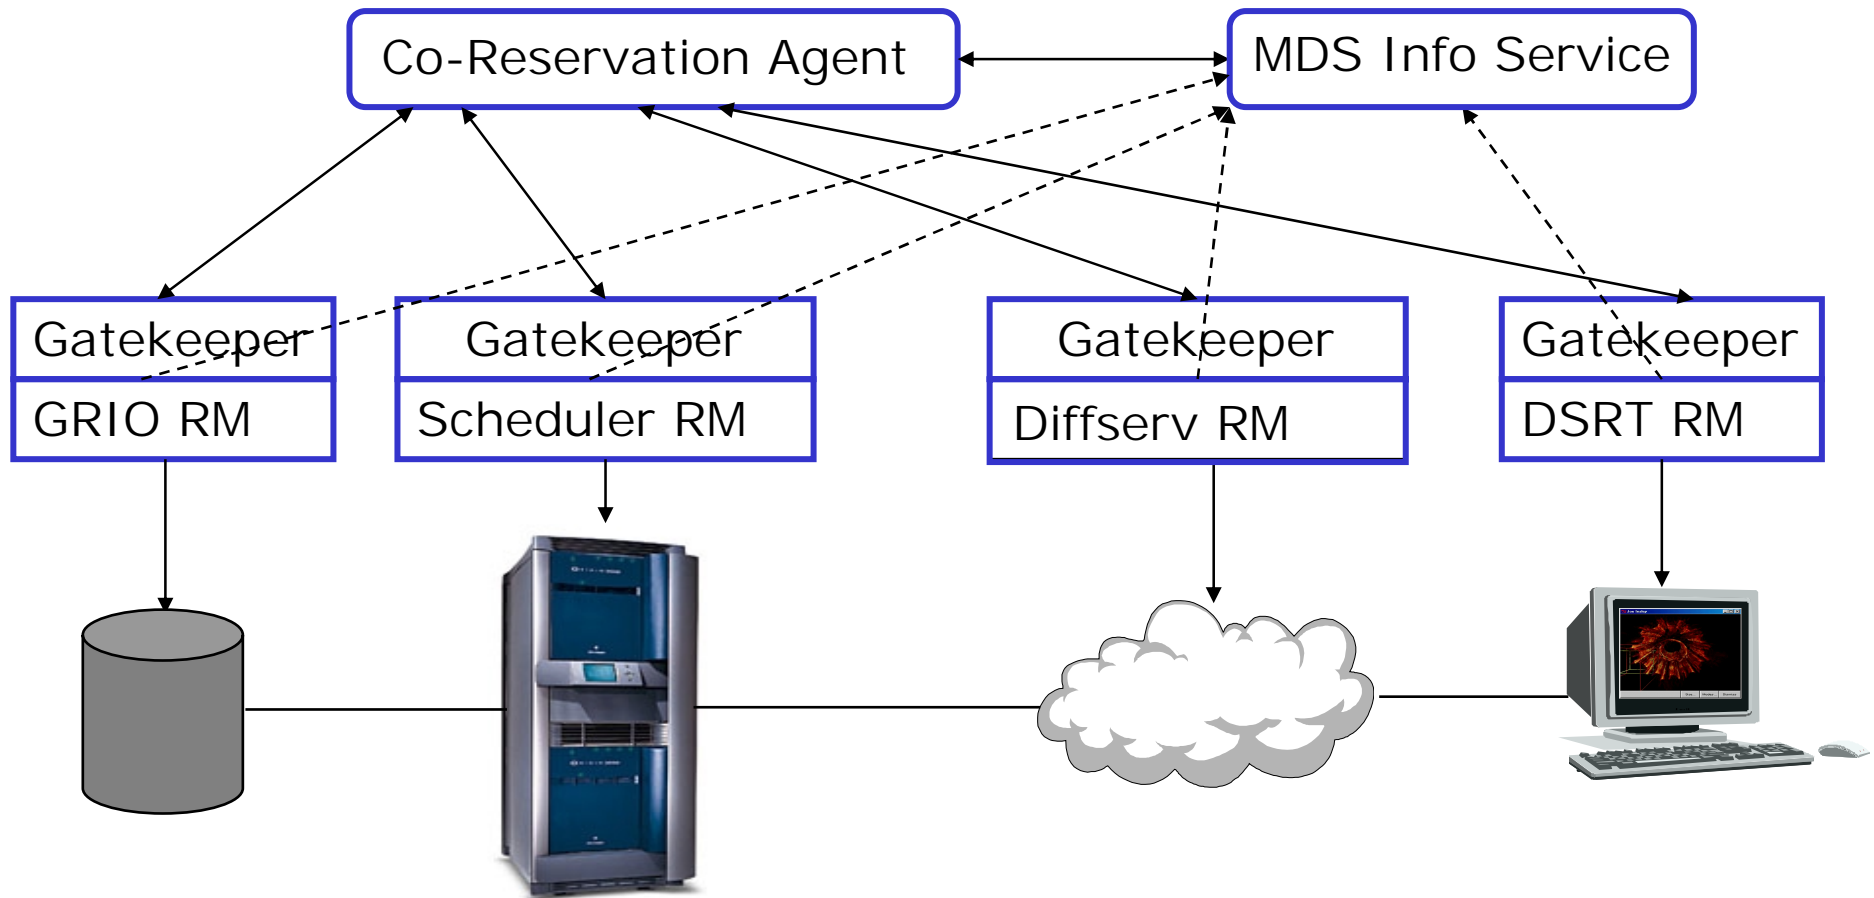 Co-Reservation Agent
MDS Info Service
Gatekeeper
Gatekeeper
Gatekeeper
Gatekeeper
GRIO RM
Scheduler RM
Diffserv RM
DSRT RM